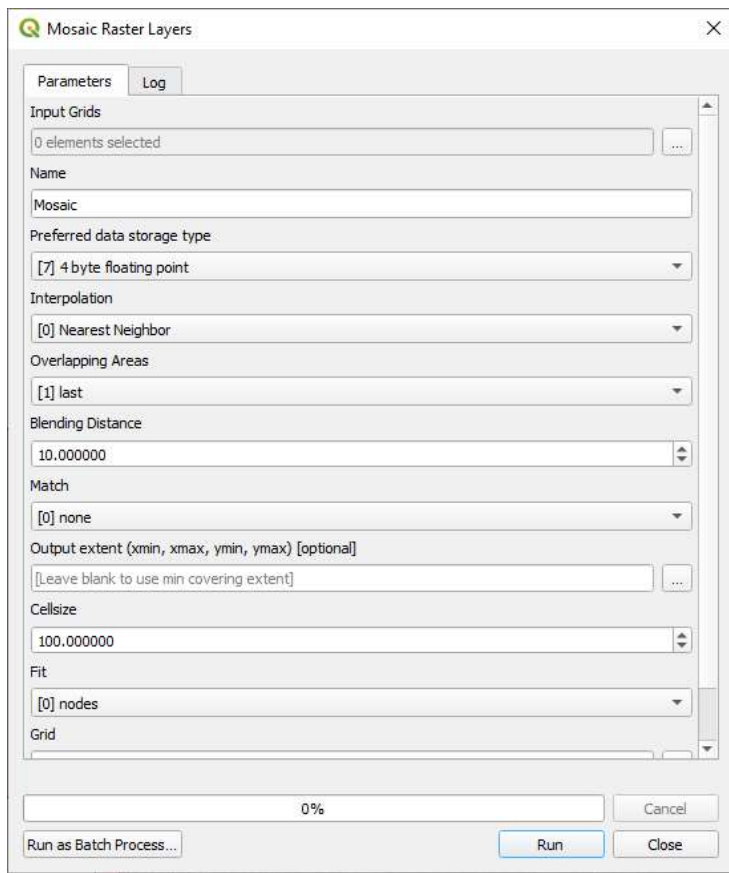 Mosaic Raster Layers
Parameters Log
Input Grids
0 elements selected ...
Name
Mosaic
Preferred data storage type
[7] 4 byte floating point
Interpolation
[0] Nearest Neighbor
Overlapping Areas
[1] last
Blending Distance
10.000000
Match
[0] none
Output extent (xmin, xmax, ymin, ymax) [optional]
[Leave blank to use min covering extent] ...
Cellsize
100.000000
Fit
[0] nodes
Grid
0% Cancel
Run as Batch Process... Run Close